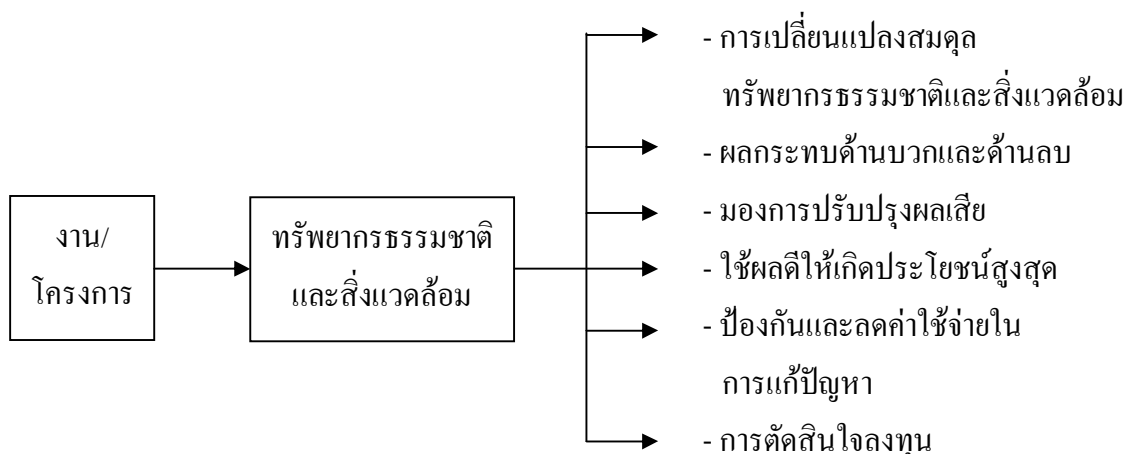 งาน/
โครงการ
ทรัพยากรธรรมชาติ
และสิ่งแวดล้อม
- การเปลี่ยนแปลงสมดุล
ทรัพยากรธรรมชาติและสิ่งแวดล้อม
- ผลกระทบด้านบวกและด้านลบ
- มองการปรับปรุงผลเสีย
- ใช้ผลดีให้เกิดประโยชน์สูงสุด
- ป้องกันและลดค่าใช้จ่ายใน
การแก้ปัญหา
- การตัดสินใจลงทุน